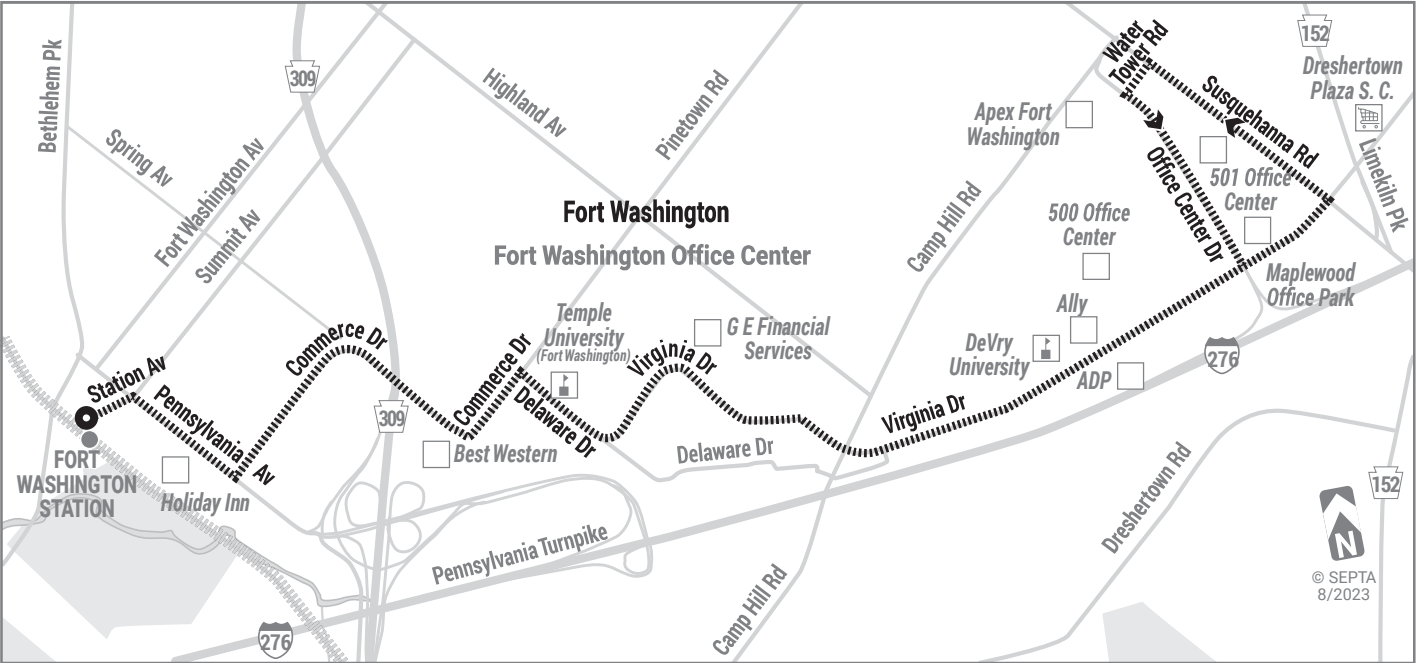 Bethlehem Pk
309
Spring Av
Fort Washington Av
Summit Av
Highland Av
Pinetown Rd
Fort Washington
Fort Washington Office Center
Water
Tower Rd
152
Dreshertown
Plaza S. C.
Susquehanna Rd
Apex Fort
Washington
Limekiln Pk
Office Center Dr
501 Office
Center
Camp Hill Rd
500 Office
Center
Maplewood
Office Park
Temple
University
(Fort Washington)
G E Financial
Services
Ally
DeVry
University
ADP
276
Station Av
Commerce Dr
Commerce Dr
Virginia Dr
Pennsylvania Av
309
Delaware Dr
Virginia Dr
Best Western
Delaware Dr
FORT
WASHINGTON
STATION
Holiday Inn
Pennsylvania Turnpike
Dreshertown Rd
152
N
© SEPTA
8/2023
Camp Hill Rd
276